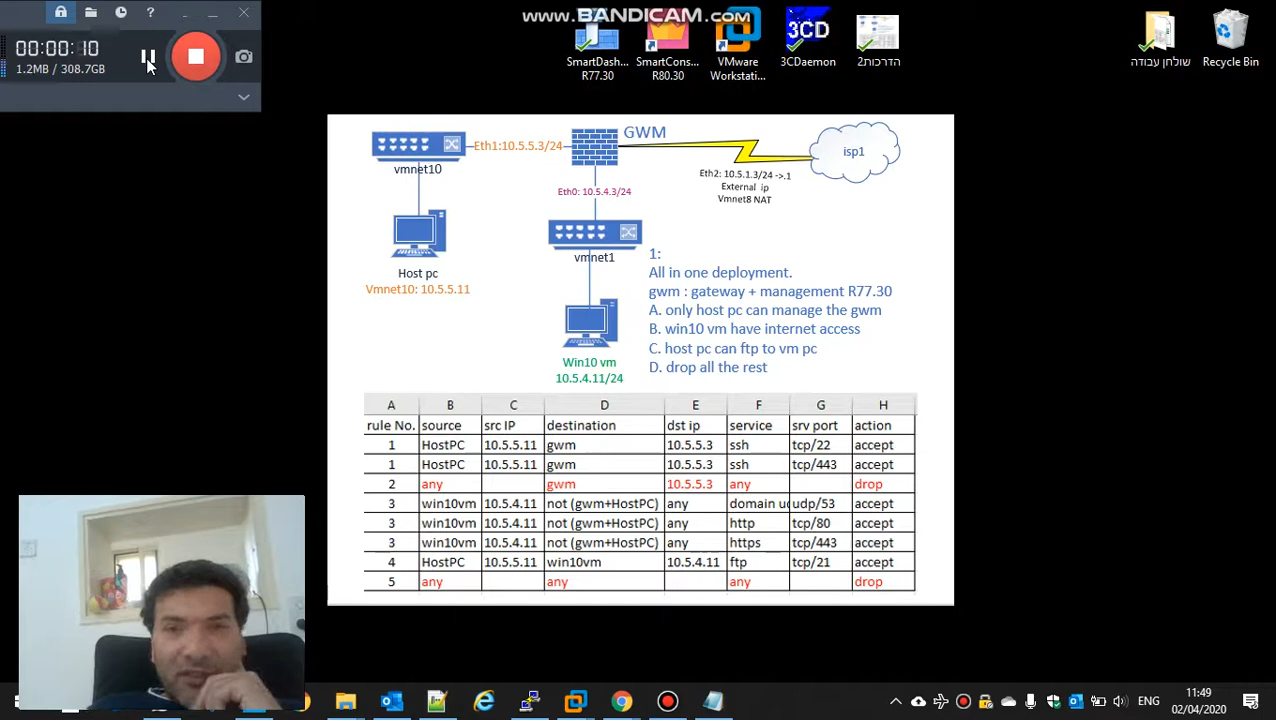 www.BANDICAM.com
00:00:10
1.2MB / 308.7GB
SmartDash...
R77.30
SmartCons...
R80.30
VMware
Workstati...
3CD
3CDaemon
הדרכות2
שולחן עבודה
Recycle Bin
GWM
Eth1:10.5.5.3/24
vmnet10
isp1
Eth2: 10.5.1.3/24 ->.1
External ip
Vmnet8 NAT
Eth0: 10.5.4.3/24
vmnet1
Host pc
Vmnet10: 10.5.5.11
Win10 vm
10.5.4.11/24
1:
All in one deployment.
gwm : gateway + management R77.30
A. only host pc can manage the gwm
B. win10 vm have internet access
C. host pc can ftp to vm pc
D. drop all the rest
A B C D E F G H
rule No. source src IP destination dst ip service srv port action
1 HostPC 10.5.5.11 gwm 10.5.5.3 ssh tcp/22 accept
1 HostPC 10.5.5.11 gwm 10.5.5.3 ssh tcp/443 accept
2 any gwm 10.5.5.3 any drop
3 win10vm 10.5.4.11 not (gwm+HostPC) any domain uc udp/53 accept
3 win10vm 10.5.4.11 not (gwm+HostPC) any http tcp/80 accept
3 win10vm 10.5.4.11 not (gwm+HostPC) any https tcp/443 accept
4 HostPC 10.5.5.11 win10vm 10.5.4.11 ftp tcp/21 accept
5 any any any drop
ENG
11:49
02/04/2020